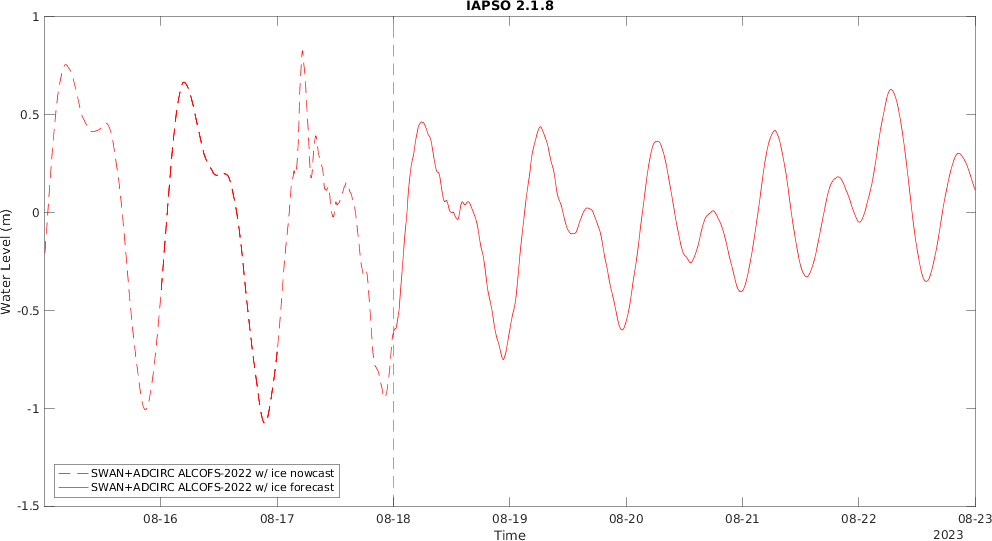 IAPSO 2.1.8
1
0.5
0
-0.5
-1
-1.5
Water Level (m)
SWAN+ADCIRC ALCOFS-2022 w/ ice nowcast
SWAN+ADCIRC ALCOFS-2022 w/ ice forecast
08-16 08-17 08-18 08-19 08-20 08-21 08-22 08-23
Time
2023